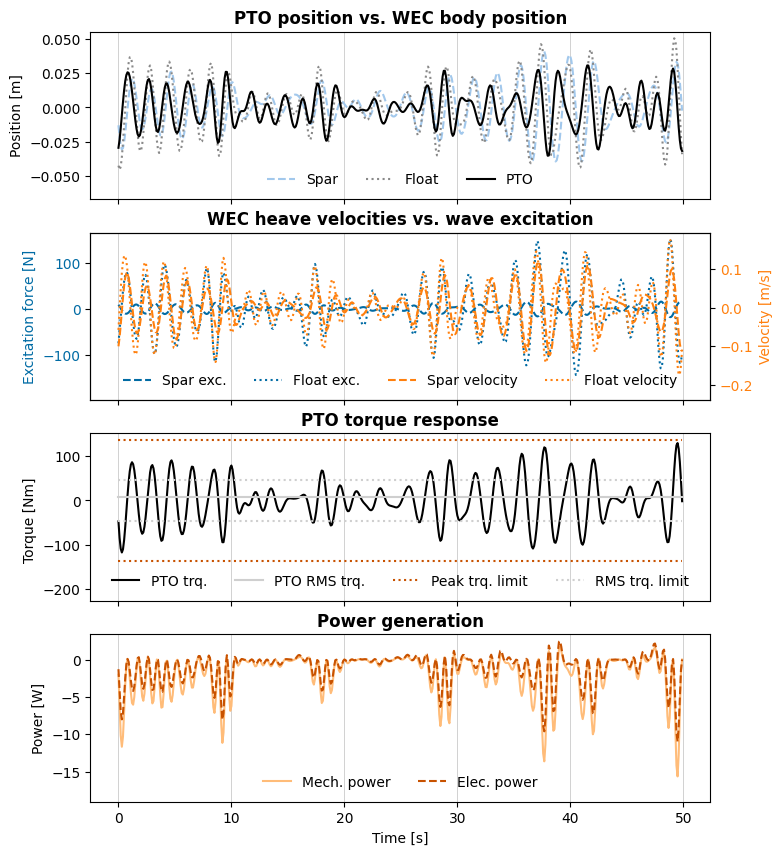 PTO position vs. WEC body position
0.050
0.025
0.000
−0.025
−0.050
Position [m]
Spar Float PTO
WEC heave velocities vs. wave excitation
100
0
−100
Excitation force [N]
0.1
0.0
−0.1
−0.2
Velocity [m/s]
Spar exc. Float exc. Spar velocity Float velocity
PTO torque response
100
0
−100
−200
Torque [Nm]
PTO trq. PTO RMS trq. Peak trq. limit RMS trq. limit
Power generation
0
−5
−10
−15
Power [W]
Mech. power Elec. power
0 10 20 30 40 50
Time [s]